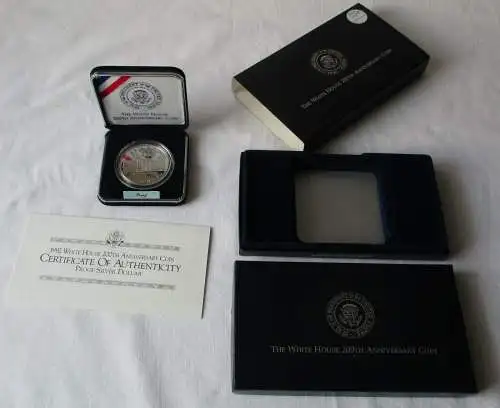 THE WHITE HOUSE 200TH ANNIVERSARY COIN
THE WHITE HOUSE
200TH ANNIVERSARY COIN
Proof
1992 WHITE HOUSE 200TH ANNIVERSARY COIN
CERTIFICATE OF AUTHENTICITY
PROOF SILVER DOLLAR
THE WHITE HOUSE 200TH ANNIVERSARY COIN